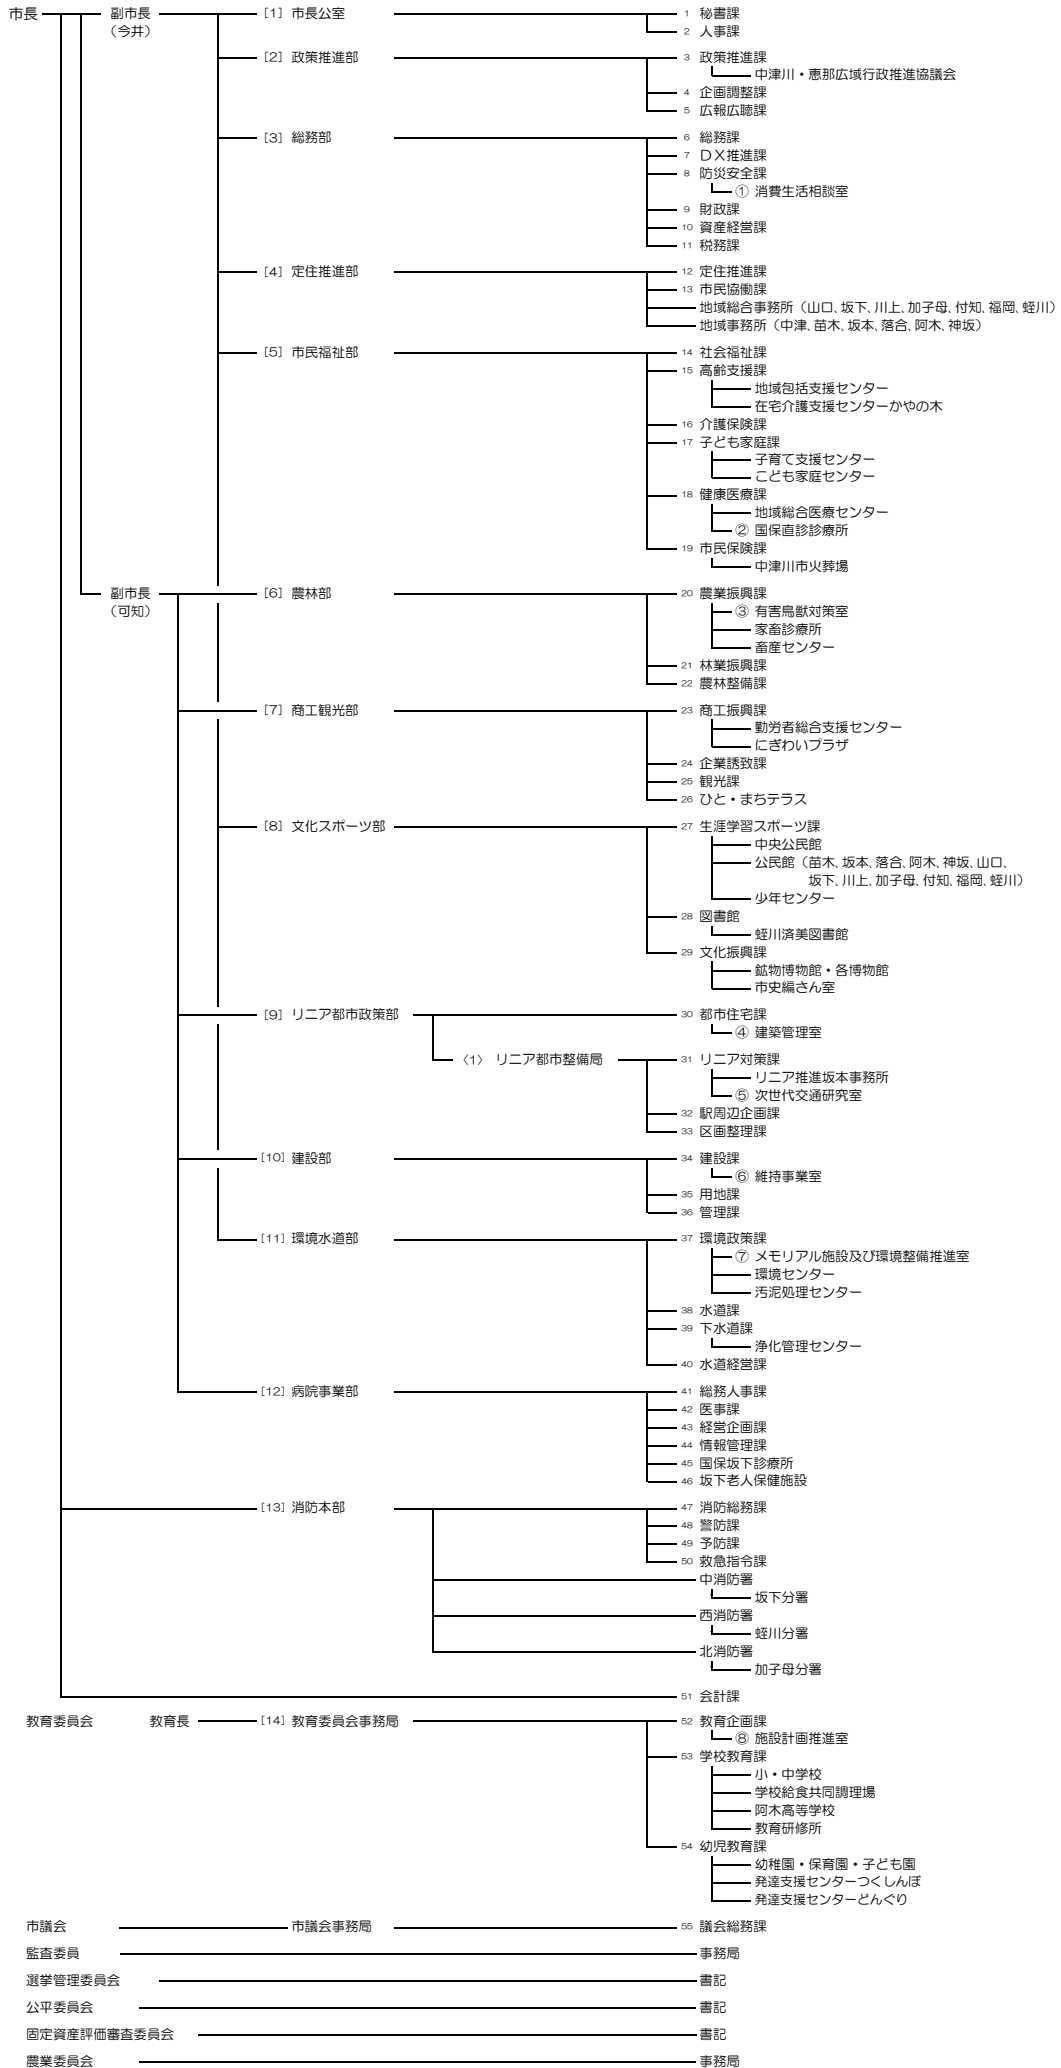 市長 副市長 [1] 市長公室 1 秘書課
（今井） 2 人事課
[2] 政策推進部 3 政策推進課
中津川・恵那広域行政推進協議会
4 企画調整課
5 広報広聴課
[3] 総務部 6 総務課
7 DX推進課
8 防災安全課
① 消費生活相談室
9 財政課
10 資産経営課
11 税務課
[4] 定住推進部 12 定住推進課
13 市民協働課
地域総合事務所（山口、坂下、川上、加子母、付知、福岡、蛭川）
地域事務所（中津、苗木、坂本、落合、阿木、神坂）
[5] 市民福祉部 14 社会福祉課
15 高齢支援課
地域包括支援センター
在宅介護支援センターかやの木
16 介護保険課
17 子ども家庭課
子育て支援センター
こども家庭センター
18 健康医療課
地域総合医療センター
② 国保直診診療所
19 市民保険課
中津川市火葬場
副市長 [6] 農林部 20 農業振興課
（可知） ③ 有害鳥獣対策室
家畜診療所
畜産センター
21 林業振興課
22 農林整備課
[7] 商工観光部 23 商工振興課
勤労者総合支援センター
にぎわいプラザ
24 企業誘致課
25 観光課
26 ひと・まちテラス
[8] 文化スポーツ部 27 生涯学習スポーツ課
中央公民館
公民館（苗木、坂本、落合、阿木、神坂、山口、
坂下、川上、加子母、付知、福岡、蛭川）
少年センター
28 図書館
蛭川済美図書館
29 文化振興課
鉱物博物館・各博物館
市史編さん室
[9] リニア都市政策部 30 都市住宅課
④ 建築管理室
〈1〉 リニア都市整備局 31 リニア対策課
リニア推進坂本事務所
⑤ 次世代交通研究室
32 駅周辺企画課
33 区画整理課
[10] 建設部 34 建設課
⑥ 維持事業室
35 用地課
36 管理課
[11] 環境水道部 37 環境政策課
⑦ メモリアル施設及び環境整備推進室
環境センター
汚泥処理センター
38 水道課
39 下水道課
浄化管理センター
40 水道経営課
[12] 病院事業部 41 総務人事課
42 医事課
43 経営企画課
44 情報管理課
45 国保坂下診療所
46 坂下老人保健施設
[13] 消防本部 47 消防総務課
48 警防課
49 予防課
50 救急指令課
中消防署
坂下分署
西消防署
蛭川分署
北消防署
加子母分署
51 会計課
教育委員会 教育長 [14] 教育委員会事務局 52 教育企画課
⑧ 施設計画推進室
53 学校教育課
小・中学校
学校給食共同調理場
阿木高等学校
教育研修所
54 幼児教育課
幼稚園・保育園・子ども園
発達支援センターつくしんぼ
発達支援センターどんぐり
市議会 市議会事務局 55 議会総務課
監査委員 事務局
選挙管理委員会 書記
公平委員会 書記
固定資産評価審査委員会 書記
農業委員会 事務局